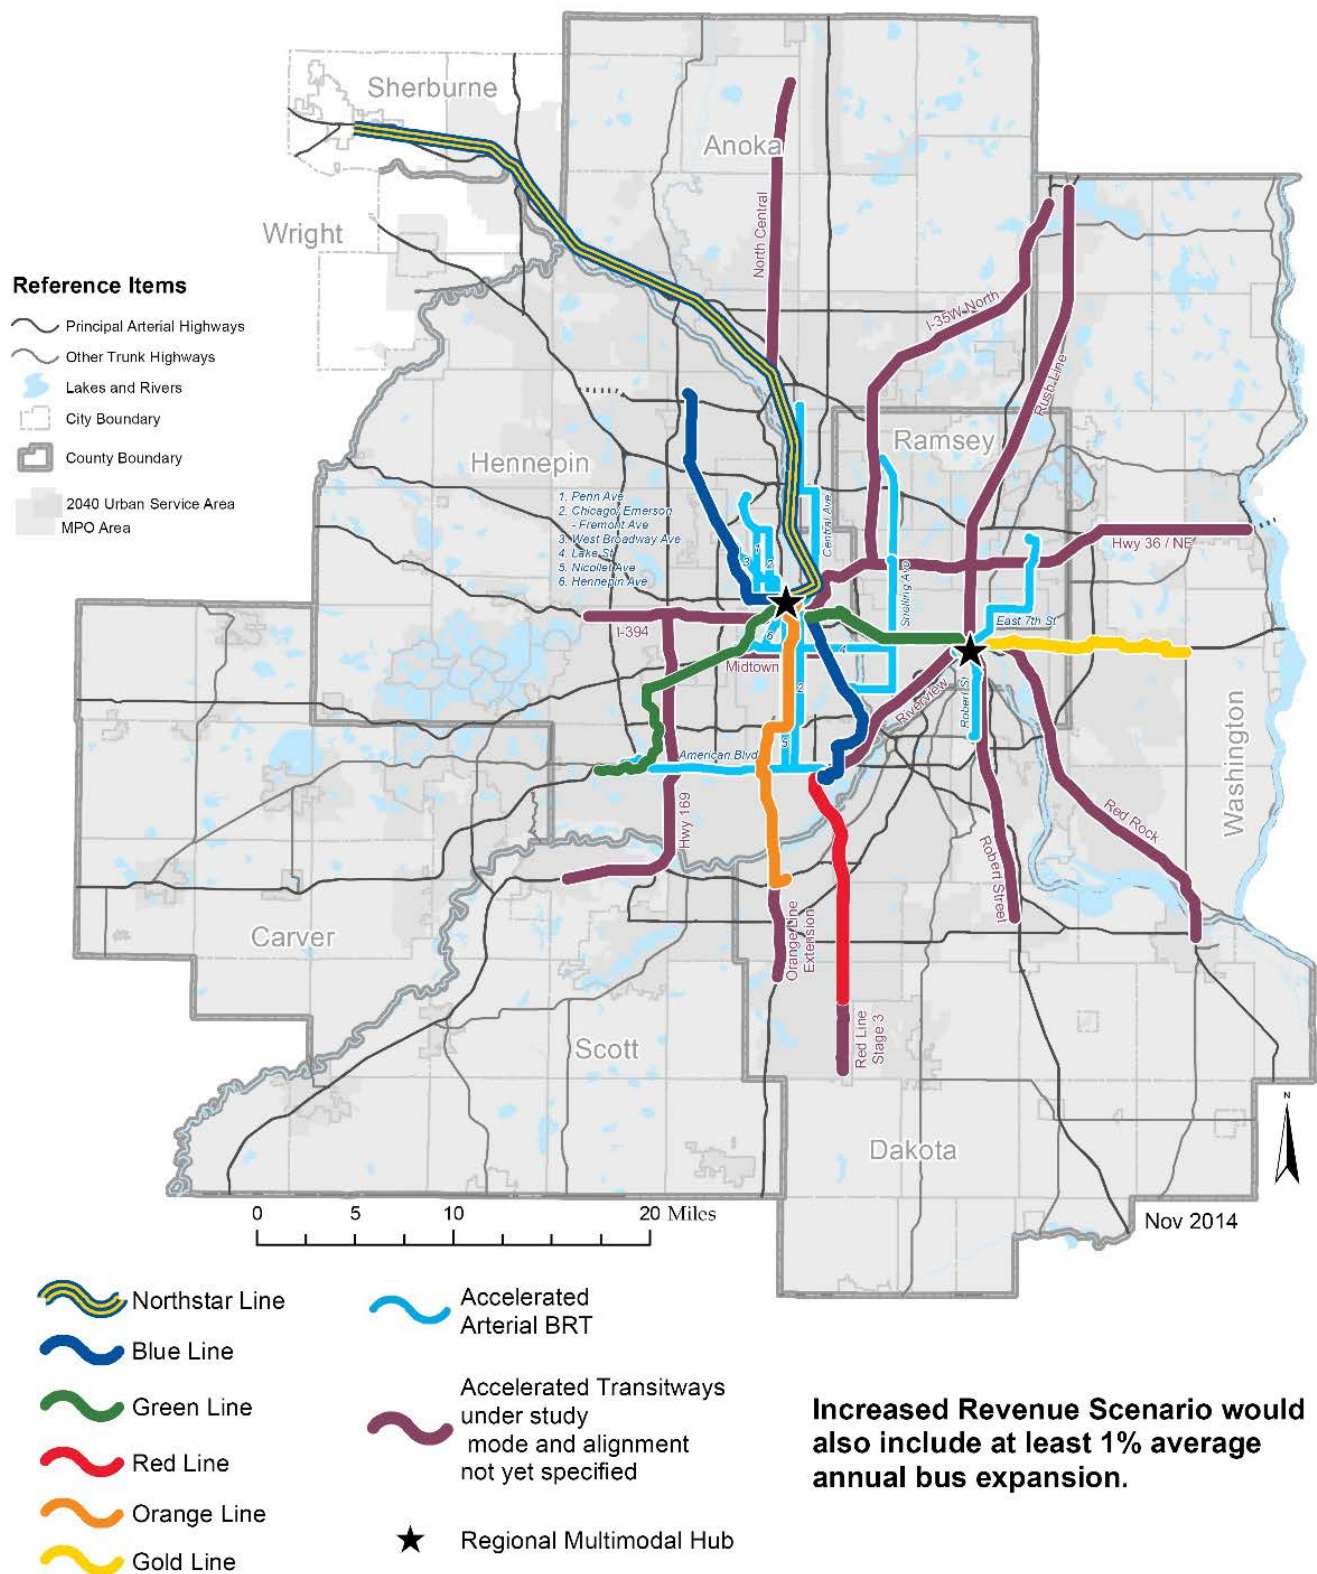 Sherburne
Anoka
Wright
North Central
Reference Items
Principal Arterial Highways
Other Trunk Highways
Lakes and Rivers
City Boundary
County Boundary
2040 Urban Service Area
MPO Area
I-35W North
Rush Line
Ramsey
Hennepin
1. Penn Ave
2. Chicago/ Emerson
- Fremont Ave
3. West Broadway Ave
4. Lake St
5. Nicollet Ave
6. Hennepin Ave
Central Ave
Snelling Ave
Hwy 36 / NE
1
3
2
I-394
6
4
East 7th St
Midtown
Riverview
Robert St
2
5
American Blvd
Hwy 169
Washington
Red Rock
Robert Street
Orange Line
Extension
Carver
Scott
Red Line
Stage 3
Dakota
N
Nov 2014
0 5 10 20 Miles
Northstar Line
Blue Line
Green Line
Red Line
Orange Line
Gold Line
Accelerated
Arterial BRT
Accelerated Transitways
under study
mode and alignment
not yet specified
Regional Multimodal Hub
Increased Revenue Scenario would
also include at least 1% average
annual bus expansion.